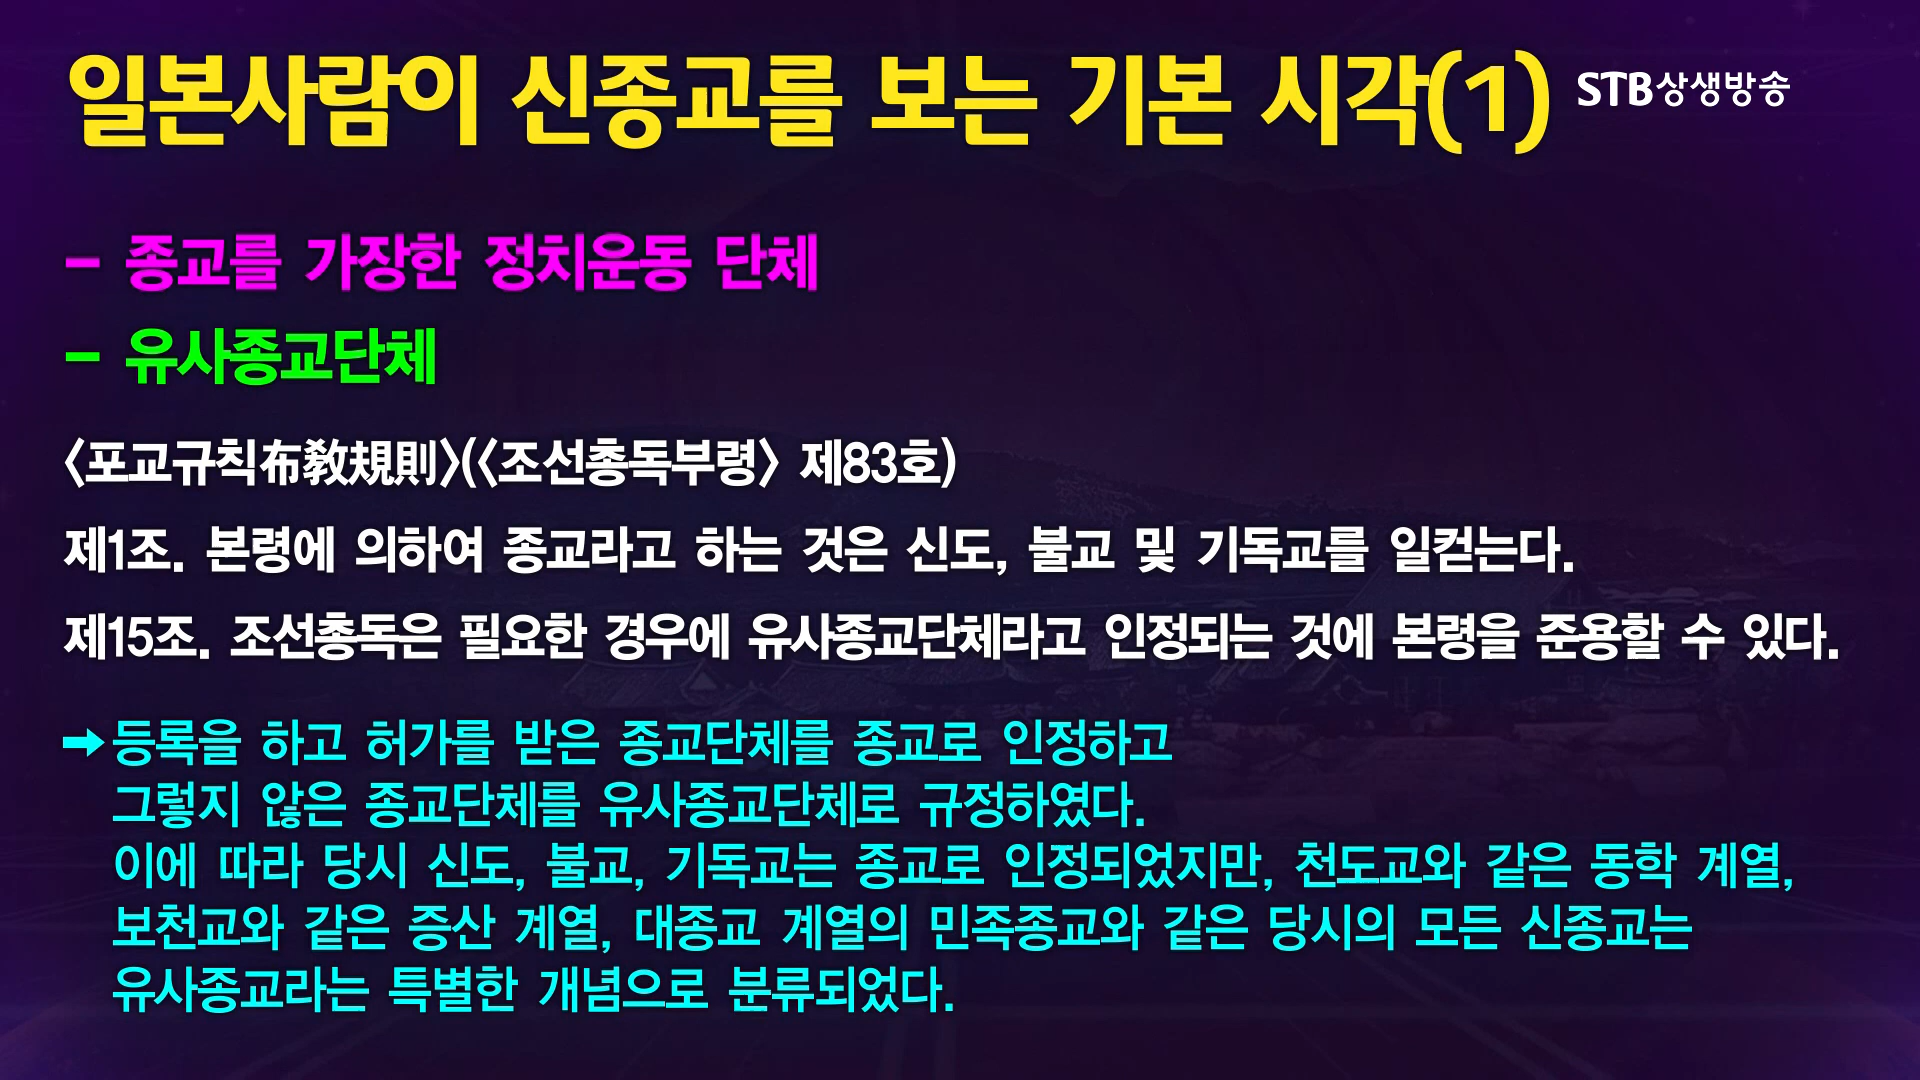 일본사람이 신종교를 보는 기본 시각(1) STB상생방송
- 종교를 가장한 정치운동 단체
- 유사종교단체
〈포교규칙布敎規則〉(〈조선총독부령〉 제83호)
제1조. 본령에 의하여 종교라고 하는 것은 신도, 불교 및 기독교를 일컫는다.
제15조. 조선총독은 필요한 경우에 유사종교단체라고 인정되는 것에 본령을 준용할 수 있다.
➡등록을 하고 허가를 받은 종교단체를 종교로 인정하고
그렇지 않은 종교단체를 유사종교단체로 규정하였다.
이에 따라 당시 신도, 불교, 기독교는 종교로 인정되었지만, 천도교와 같은 동학 계열,
보천교와 같은 증산 계열, 대종교 계열의 민족종교와 같은 당시의 모든 신종교는
유사종교라는 특별한 개념으로 분류되었다.